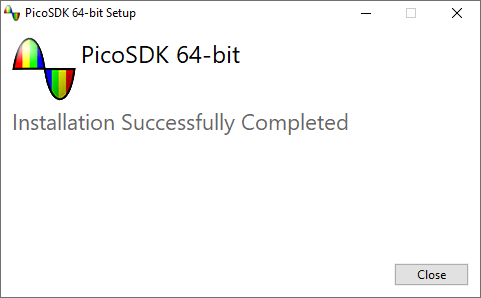 PicoSDK 64-bit Setup
PicoSDK 64-bit
Installation Successfully Completed
Close